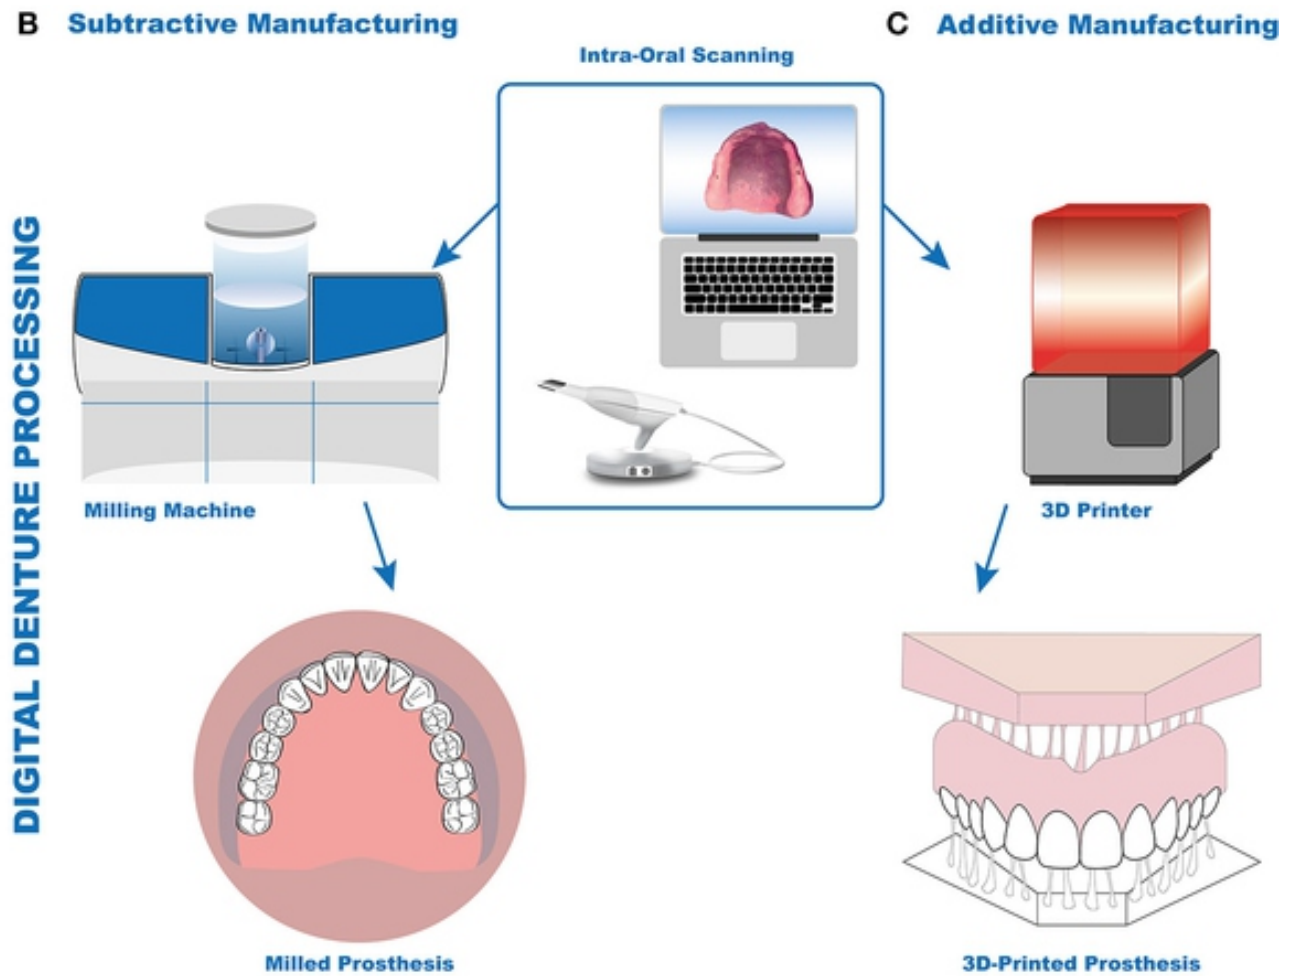 B Subtractive Manufacturing
C Additive Manufacturing
Intra-Oral Scanning
DIGITAL DENTURE PROCESSING
Milling Machine
3D Printer
Milled Prosthesis
3D-Printed Prosthesis